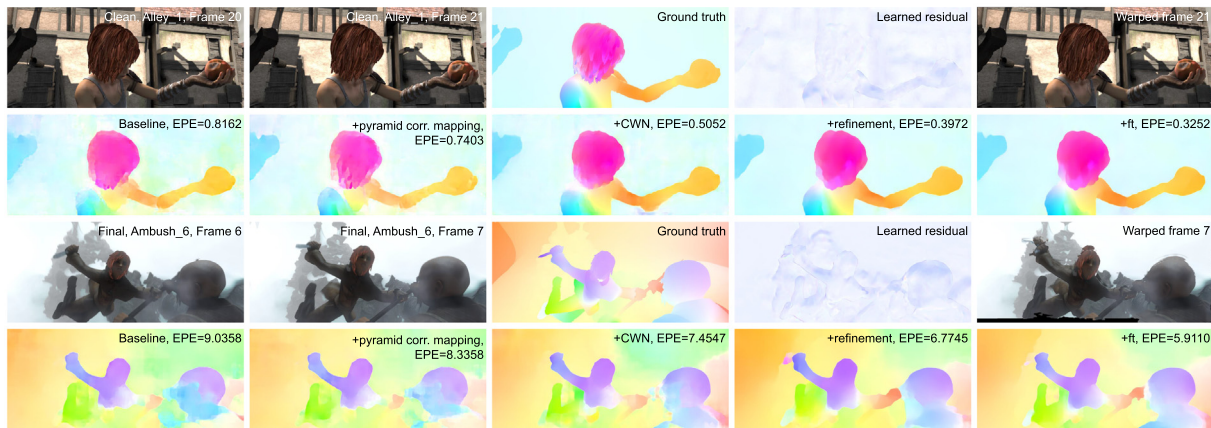 Clean. Alley_1, Frame 20
Clean. Alley_1, Frame 21
Ground truth
Learned residual
Warped frame 21
Baseline, EPE=0.8162
+pyramid corr. mapping,
EPE=0.7403
+CWN, EPE=0.5052
+refinement, EPE=0.3972
+ft, EPE=0.3252
Final, Ambush_6, Frame 6
Final, Ambush_6, Frame 7
Ground truth
Learned residual
Warped frame 7
Baseline, EPE=9.0358
+pyramid corr. mapping,
EPE=8.3358
+CWN, EPE=7.4547
+refinement, EPE=6.7745
+ft, EPE=5.9110